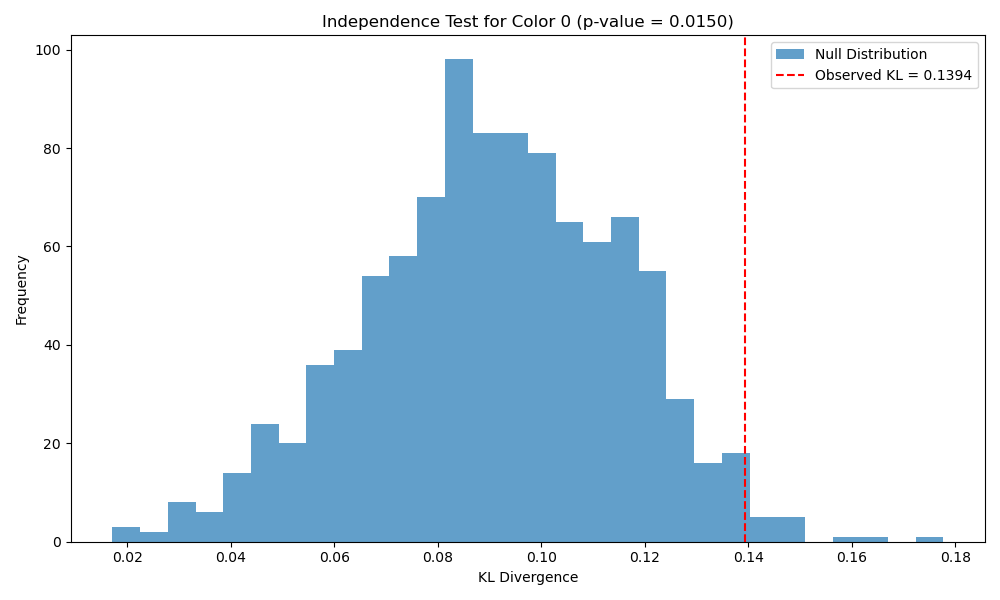 Independence Test for Color 0 (p-value = 0.0150)
Null Distribution
Observed KL = 0.1394
Frequency
100
80
60
40
20
0
0.02 0.04 0.06 0.08 0.10 0.12 0.14 0.16 0.18
KL Divergence